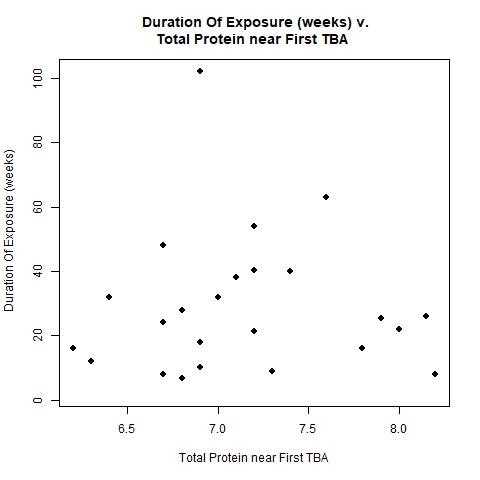 Duration Of Exposure (weeks) v.
Total Protein near First TBA
Duration Of Exposure (weeks)
100
80
60
40
20
0
6.5 7.0 7.5 8.0
Total Protein near First TBA